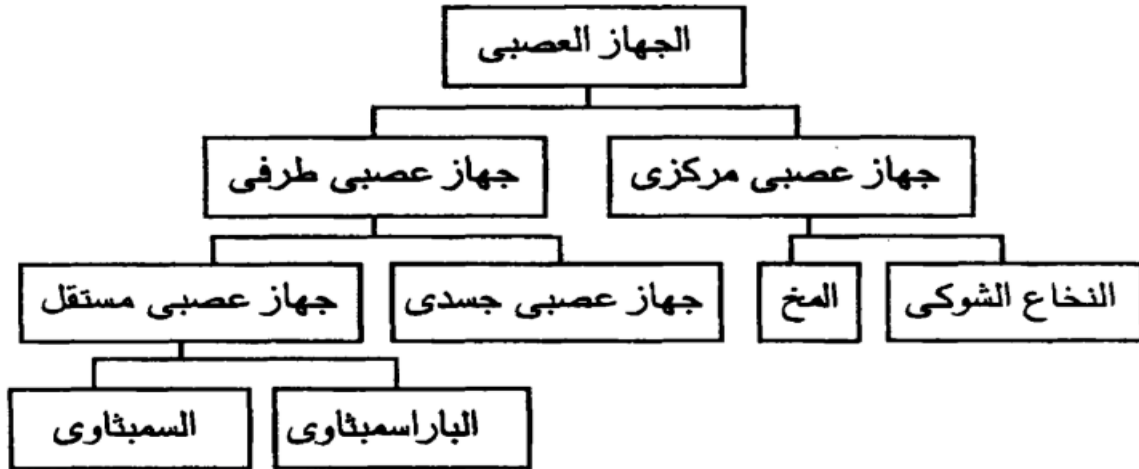 الجهاز العصبى
جهاز عصبى مركزى
جهاز عصبى طرفى
النخاع الشوكى
المخ
جهاز عصبى جسدى
جهاز عصبى مستقل
الباراسمبثاوى
السمبثاوى